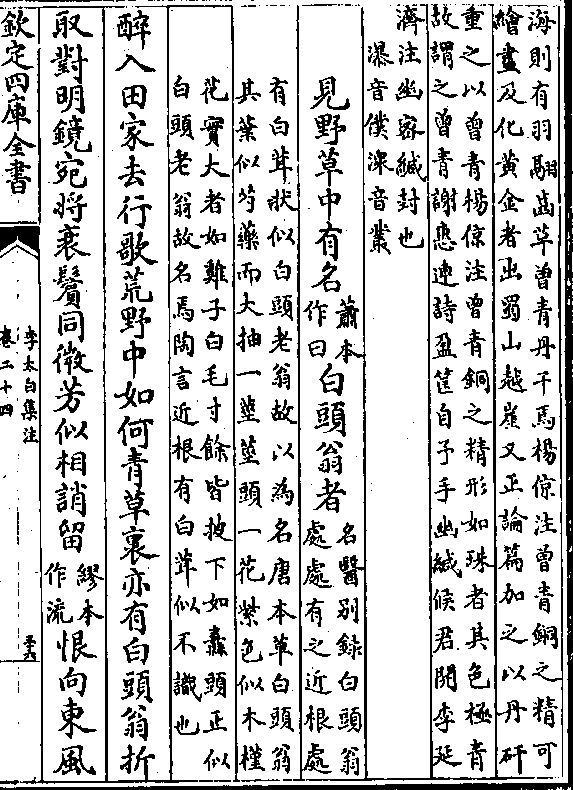 海則有羽翮齒革曾青丹干焉楊倞注曾青銅之精可
繪畫及化黃金者出蜀山越嶲又正論篇加之以丹矸
重之以曾青楊倞注曾青銅之精形如珠者其色極青
故謂之曾青謝惠連詩盈篋自予手幽緘候君開李延
濟注幽密緘封也
瀑音僕潨音叢
見野草中有名
蕭本
作曰
白頭翁者
名醫别録白頭翁
處處有之近根處
有白茸狀似白頭老翁故以為名唐本草白頭翁
其葉似芍藥而大抽一莖莖頭一花紫色似木槿
花實大者如雞子白毛寸餘皆披下如纛頭正似
白頭老翁故名焉陶言近根有白茸似不識也
醉入田家去行歌荒野中如何青草裏亦有白頭翁折
取對明鏡宛將衰鬢同微芳似相誚留
繆本
作流
恨向東風
欽定四庫全書
李太白集注
卷二十四